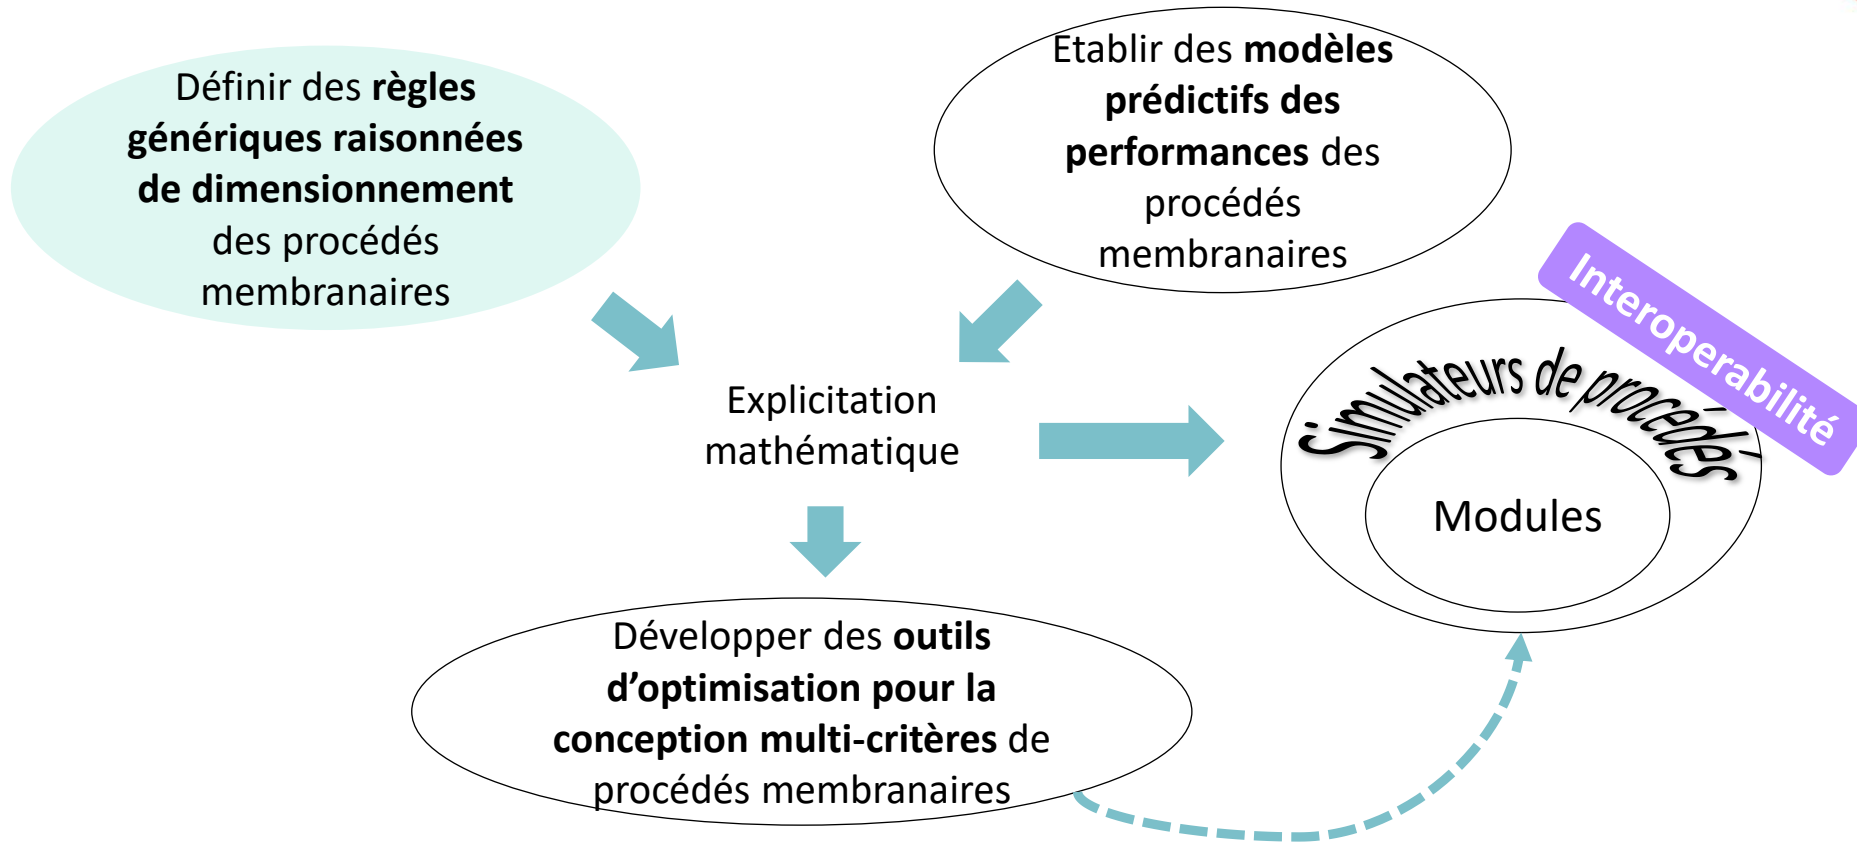 Définir des règles
génériques raisonnées
de dimensionnement
des procédés
membranaires
Etablir des modèles
prédictifs des
performances des
procédés
membranaires
Interoperabilité
Simulateurs de procédés
Modules
Explicitation
mathématique
Développer des outils
d’optimisation pour la
conception multi-critères de
procédés membranaires